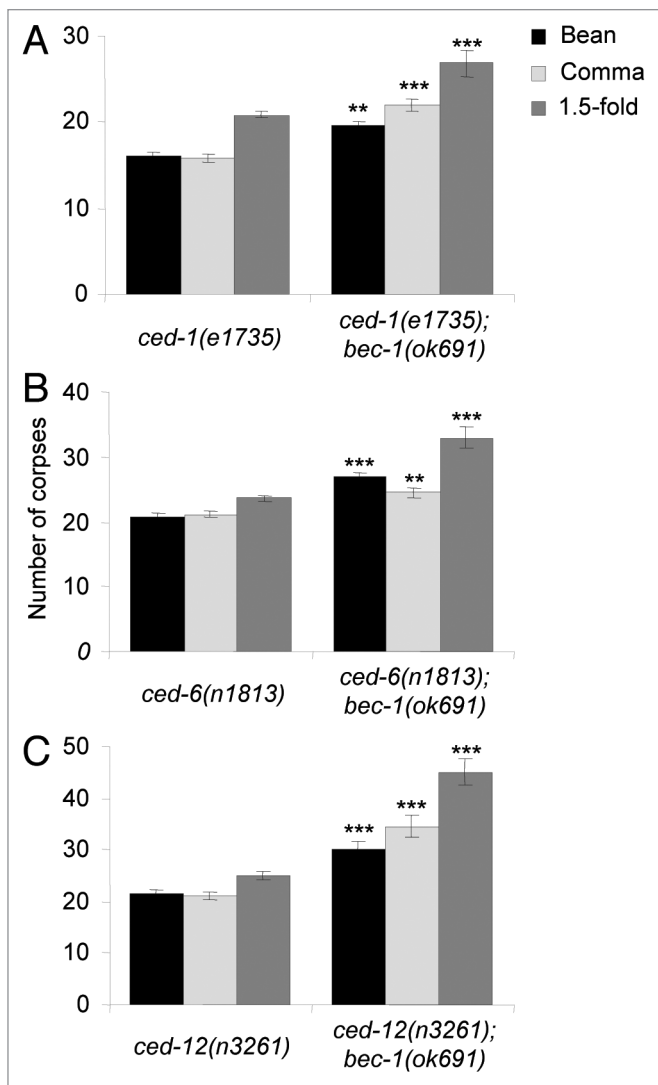 A
30
20
10
0
** *** ***
Bean
Comma
1.5-fold
ced-1(e1735)
ced-1(e1735);
bec-1(ok691)
B
40
30
20
10
0
*** ** ***
Number of corpses
ced-6(n1813)
ced-6(n1813);
bec-1(ok691)
C
50
40
30
20
10
0
*** *** ***
ced-12(n3261)
ced-12(n3261);
bec-1(ok691)